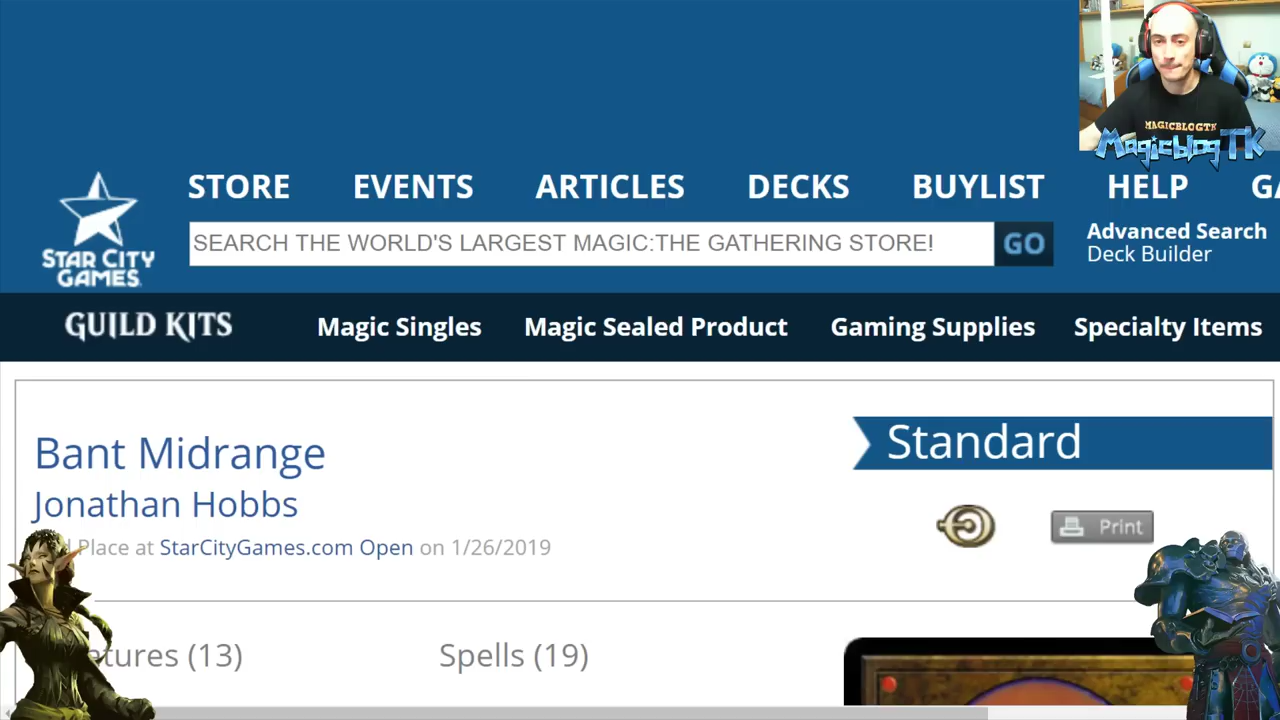 MAGICBLOGTK
MagicblogTK
STORE EVENTS ARTICLES DECKS BUYLIST HELP GA
STAR CITY
GAMES.
SEARCH THE WORLD'S LARGEST MAGIC:THE GATHERING STORE! GO
Advanced Search
Deck Builder
GUILD KITS Magic Singles Magic Sealed Product Gaming Supplies Specialty Items
Bant Midrange
Standard
Jonathan Hobbs
Print
Place at StarCityGames.com Open on 1/26/2019
tures (13) Spells (19)